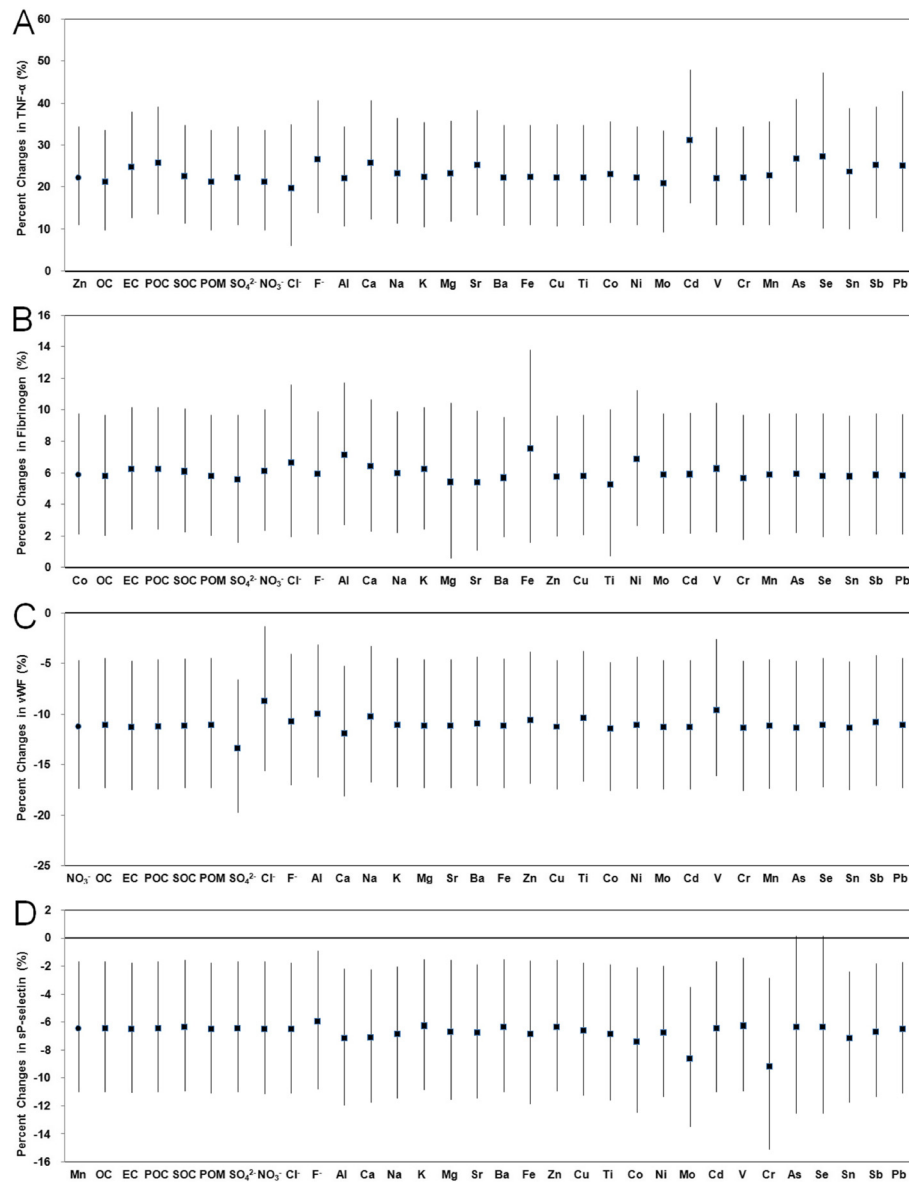 A
Percent Changes in TNF-α (%)
60
50
40
30
20
10
0
Zn OC EC POC SOC POM SO₄²⁻ NO₃⁻ Cl⁻ F⁻ Al Ca Na K Mg Sr Ba Fe Cu Ti Co Ni Mo Cd V Cr Mn As Se Sn Sb Pb
B
Percent Changes in Fibrinogen (%)
16
14
12
10
8
6
4
2
0
Co OC EC POC SOC POM SO₄²⁻ NO₃⁻ Cl⁻ F⁻ Al Ca Na K Mg Sr Ba Fe Zn Cu Ti Ni Mo Cd V Cr Mn As Se Sn Sb Pb
C
Percent Changes in vWF (%)
0
-5
-10
-15
-20
-25
NO₃⁻ OC EC POC SOC POM SO₄²⁻ Cl⁻ F⁻ Al Ca Na K Mg Sr Ba Fe Zn Cu Ti Co Ni Mo Cd V Cr Mn As Se Sn Sb Pb
D
Percent Changes in sP-selectin (%)
2
0
-2
-4
-6
-8
-10
-12
-14
-16
Mn OC EC POC SOC POM SO₄²⁻ NO₃⁻ Cl⁻ F⁻ Al Ca Na K Mg Sr Ba Fe Zn Cu Ti Co Ni Mo Cd V Cr As Se Sn Sb Pb